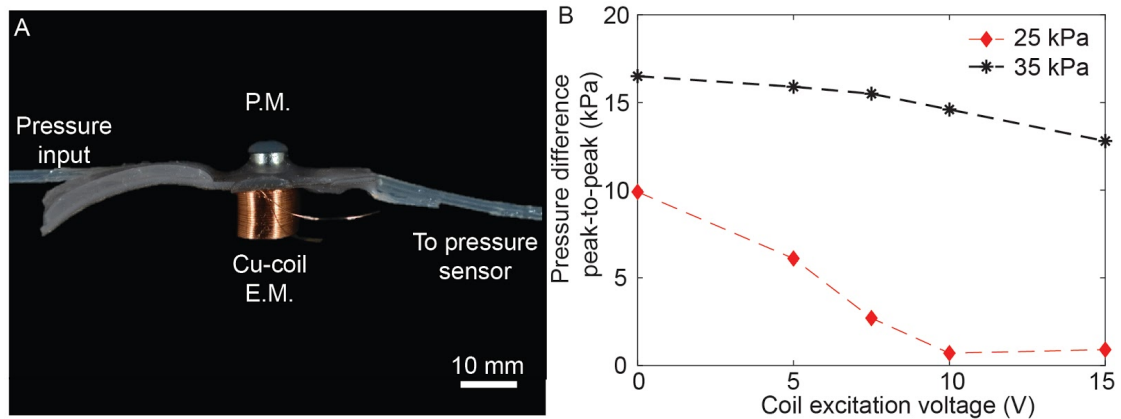 A
P.M.
Pressure
input
To pressure
sensor
Cu-coil
E.M.
10 mm
B
Pressure difference
peak-to-peak (kPa)
20
15
10
5
0
25 kPa
35 kPa
0
5
10
15
Coil excitation voltage (V)